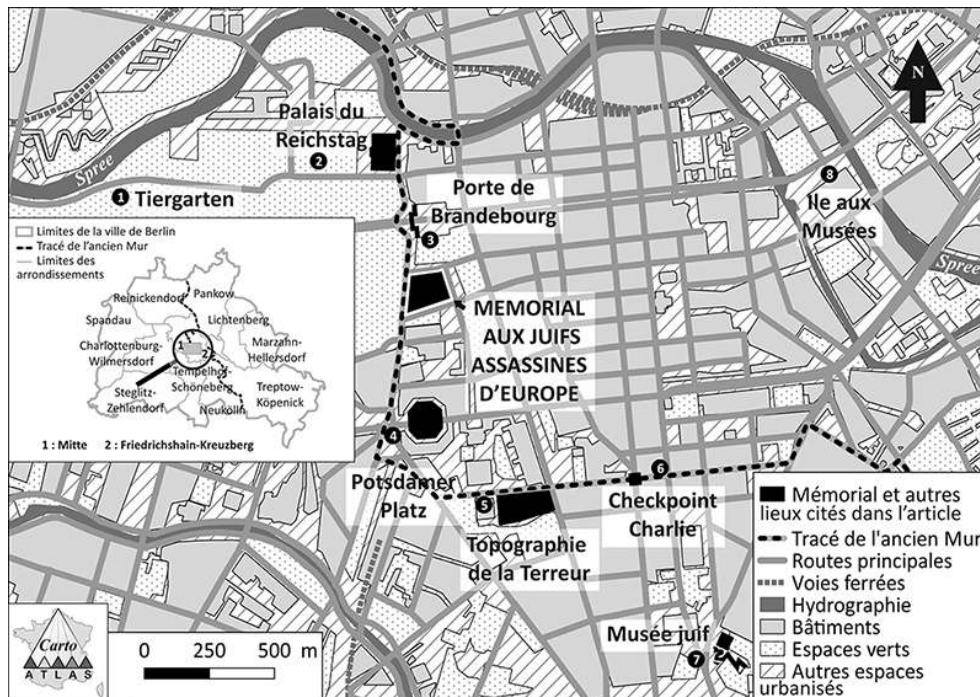 N
Palais du
Reichstag
2
Spree
1 Tiergarten
Porte de
Brandebourg
3
8
Ile aux
Musées
Spree
MEMORIAL
AUX JUIFS
ASSASSINES
D'EUROPE
Limites de la ville de Berlin
Tracé de l'ancien Mur
Limites des
arrondissements
Reinickendorf
Pankow
Spandau
Lichtenberg
Charlottenburg-
Wilmersdorf
Marzahn-
Hellersdorf
1
2
Tempelhof-
Schöneberg
Steglitz-
Zehlendorf
Treptow-
Köpenick
Neukölln
1 : Mitte 2 : Friedrichshain-Kreuzberg
4
Potsdamer
Platz
5
6
Checkpoint
Charlie
Topographie
de la Terreur
Musée juif
7
Mémorial et autres
lieux cités dans l'article
Tracé de l'ancien Mur
Routes principales
Voies ferrées
Hydrographie
Bâtiments
Espaces verts
Autres espaces
urbanisés
Carto
ATLAS
0 250 500 m